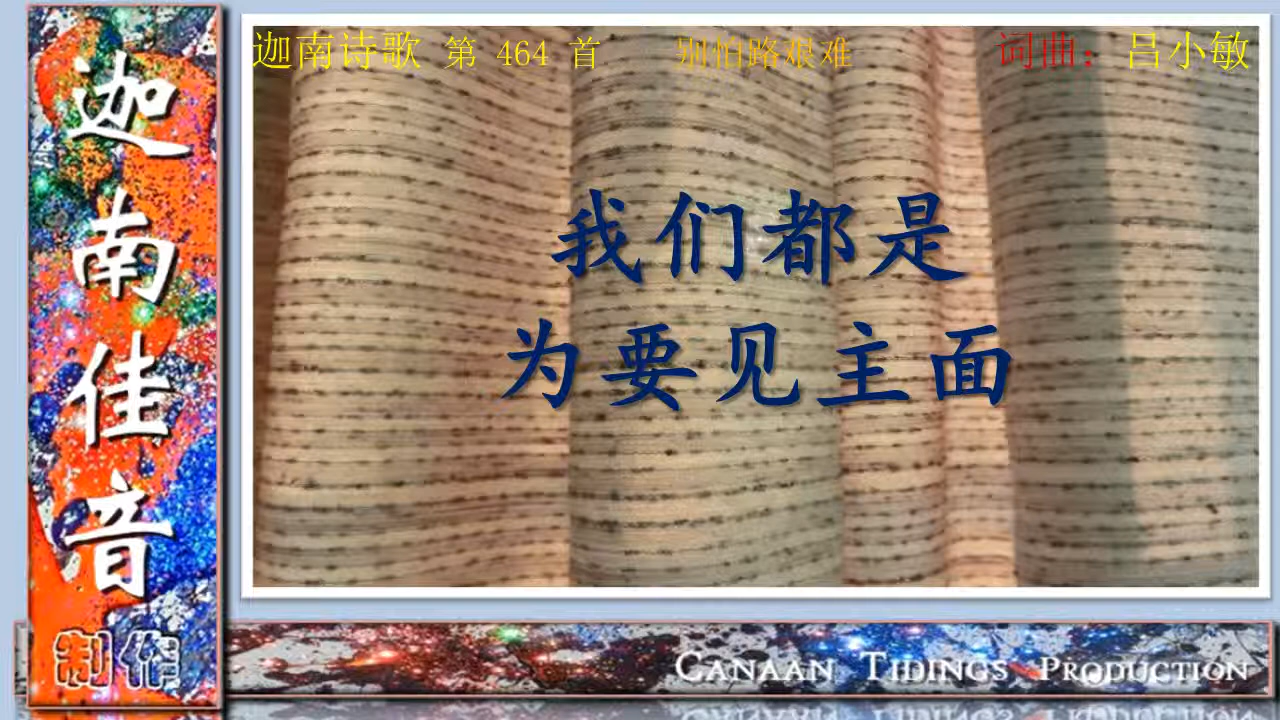 迦南诗歌 第 464 首 别怕路艰难 词曲：吕小敏
我们都是
为要见主面
迦南佳音
制作
CANAAN TIDINGS PRODUCTION